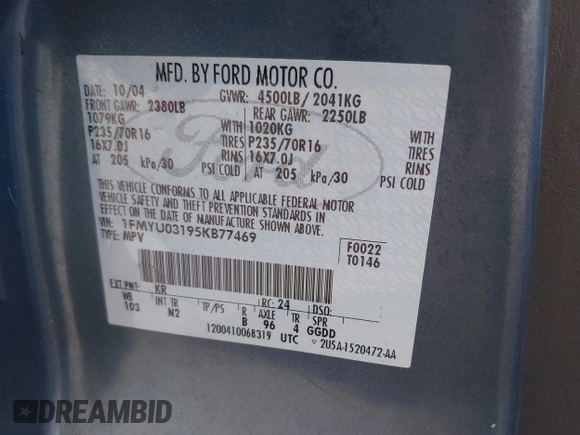 MFD. BY FORD MOTOR CO.
DATE: 10/04 GVWR: 4500LB/ 2041KG
FRONT GAWR: 2380LB REAR GAWR: 2250LB
1079KG WITH 1020KG WITH
P235/70R16 TIRES P235/70R16 TIRES
16X7.0J RIMS 16X7.0J RIMS
AT 205 kPa/30 PSI COLD AT 205 kPa/30 PSI COLD
THIS VEHICLE CONFORMS TO ALL APPLICABLE FEDERAL MOTOR
VEHICLE SAFETY AND THEFT PREVENTION STANDARDS IN
EFFECT ON THE DATE OF MANUFACTURE SHOWN ABOVE.
VIN: 1FMYU03195KB77469
TYPE: MPV
F0022
T0146
Ford
EXT PNT: KR RC: 24 DSO:
WB INT TR TP/PS R AXLE TR SPR
103 N2 B 96 4 GGDD
1200410068319 UTC 2U5A-1520472-AA
DREAMBID